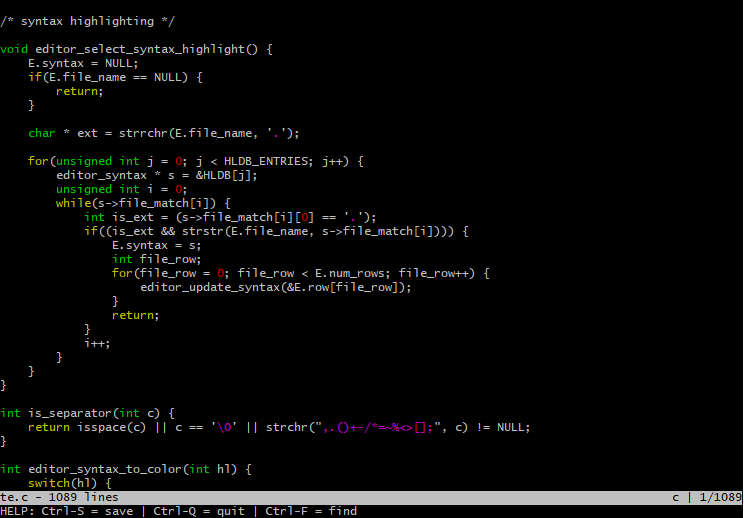 /* syntax highlighting */
void editor_select_syntax_highlight() {
    E.syntax = NULL;
    if(E.file_name == NULL) {
        return;
    }
    char * ext = strrchr(E.file_name, '.');
    for(unsigned int j = 0; j < HLDB_ENTRIES; j++) {
        editor_syntax * s = &HLDB[j];
        unsigned int i = 0;
        while(s->file_match[i]) {
            int is_ext = (s->file_match[i][0] == '.');
            if((is_ext && strstr(E.file_name, s->file_match[i]))) {
                E.syntax = s;
                int file_row;
                for(file_row = 0; file_row < E.num_rows; file_row++) {
                    editor_update_syntax(&E.row[file_row]);
                }
                return;
            }
            i++;
        }
    }
}
int is_separator(int c) {
    return isspace(c) || c == '\0' || strchr(",.()+-/*=~%<>[];", c) != NULL;
}
int editor_syntax_to_color(int hl) {
    switch(hl) {
te.c - 1089 lines c | 1/1089
HELP: Ctrl-S = save | Ctrl-Q = quit | Ctrl-F = find